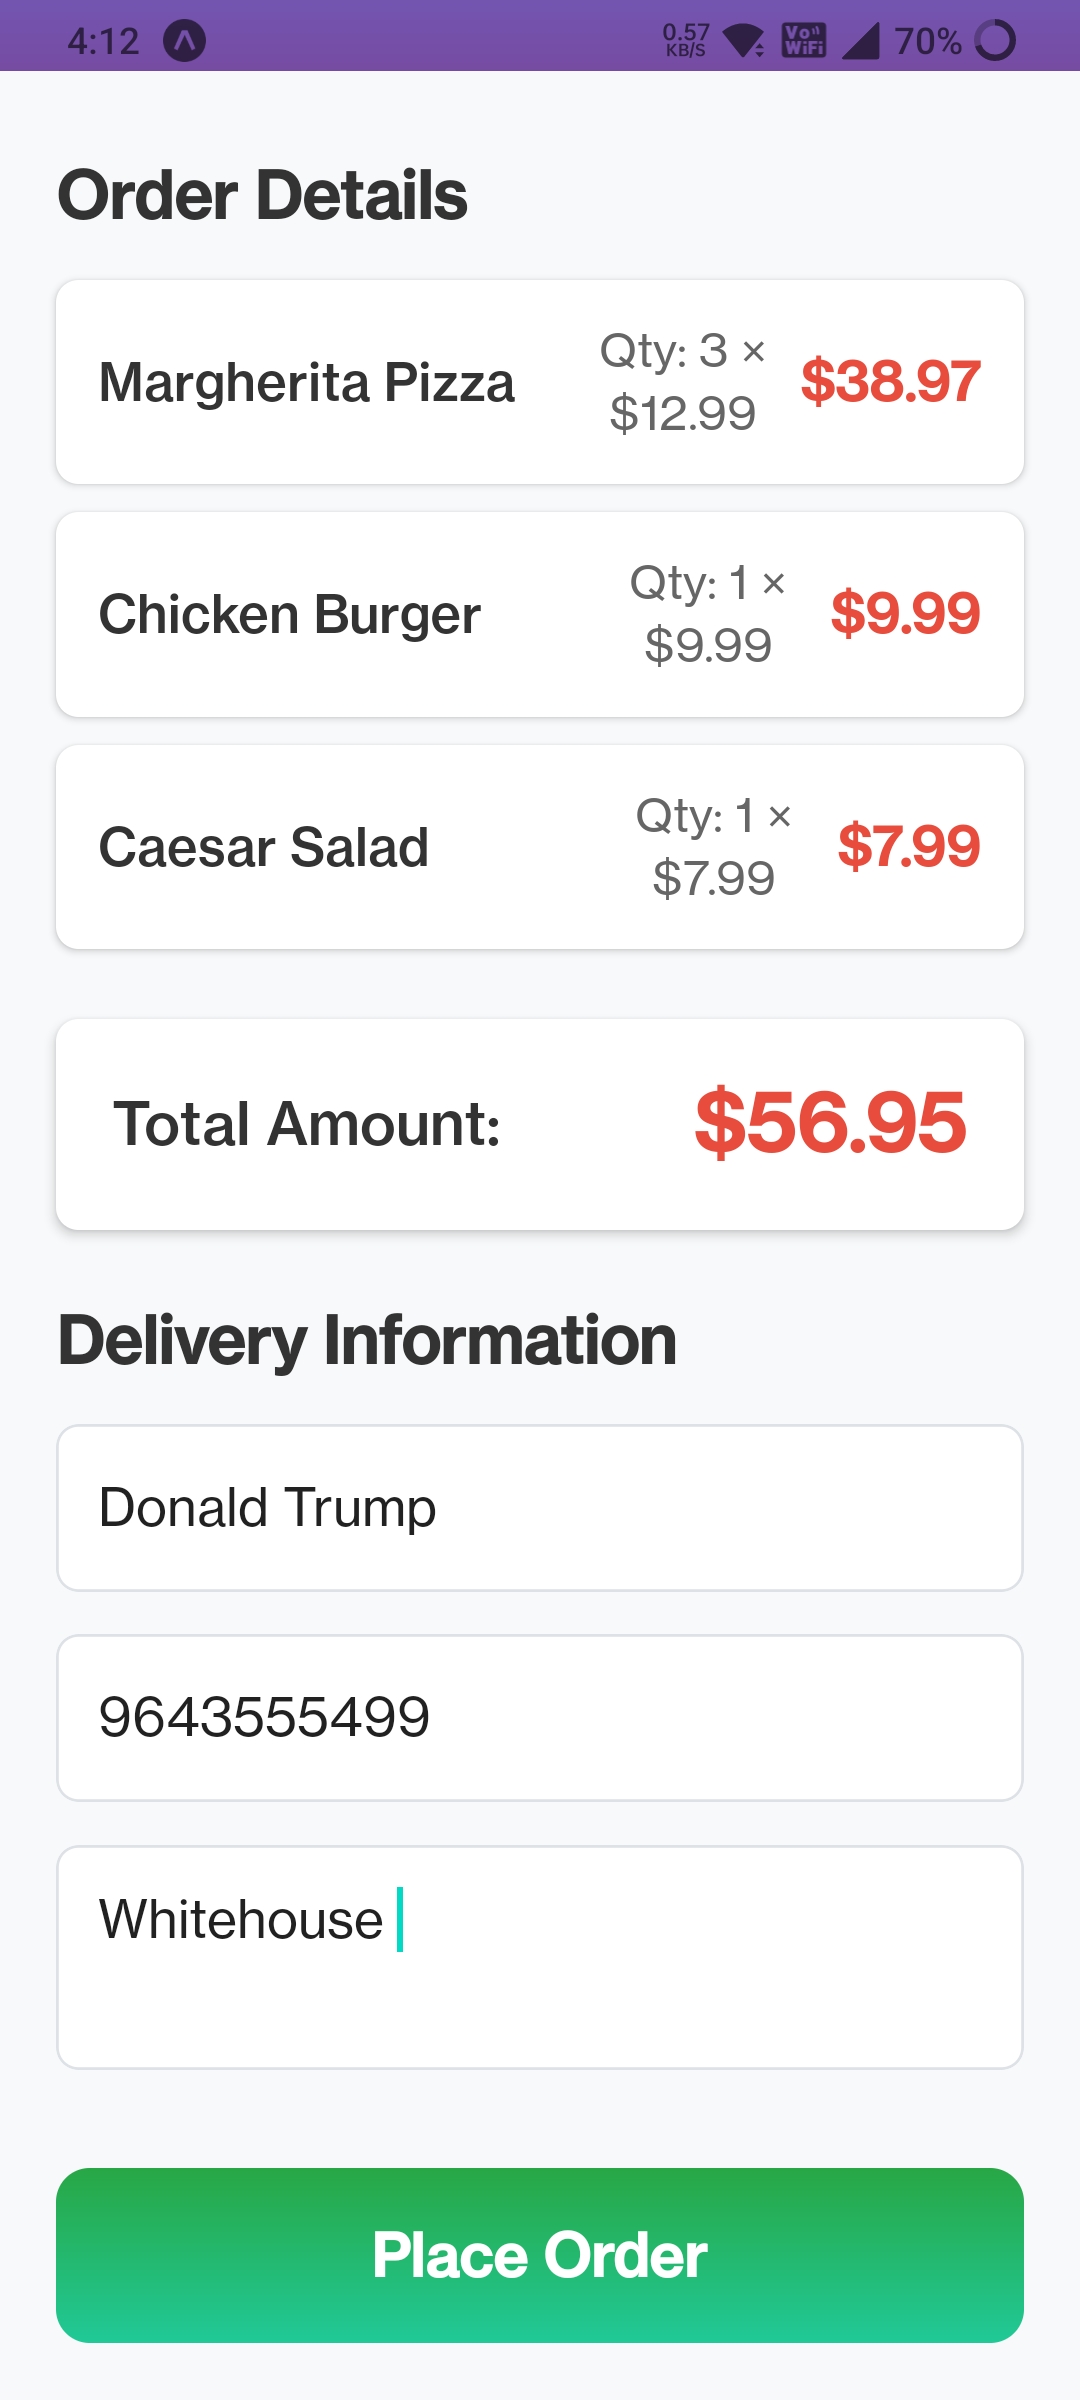 4:12
0.57
KB/S
Vo
WiFi
70%
Order Details
Margherita Pizza
Qty: 3 ×
$12.99
$38.97
Chicken Burger
Qty: 1 ×
$9.99
$9.99
Caesar Salad
Qty: 1 ×
$7.99
$7.99
Total Amount:
$56.95
Delivery Information
Donald Trump
9643555499
Whitehouse
Place Order